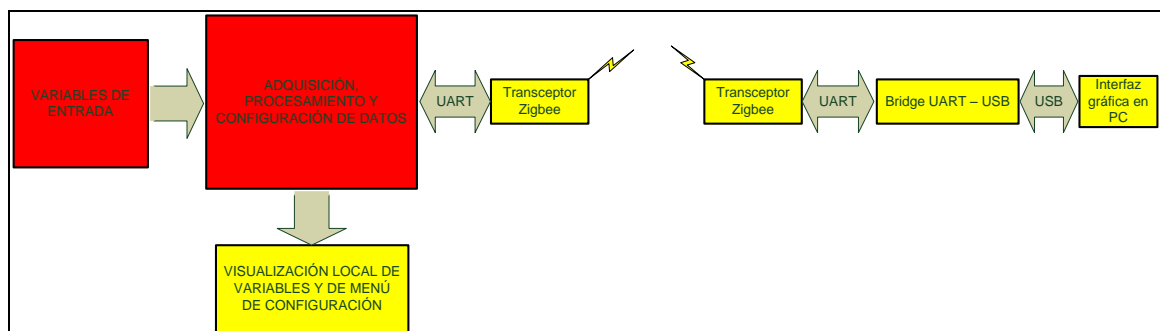 VARIABLES DE
ENTRADA
ADQUISICIÓN,
PROCESAMIENTO Y
CONFIGURACIÓN DE DATOS
UART
Transceptor
Zigbee
Transceptor
Zigbee
UART
Bridge UART – USB
USB
Interfaz
gráfica en
PC
VISUALIZACIÓN LOCAL DE
VARIABLES Y DE MENÚ
DE CONFIGURACIÓN